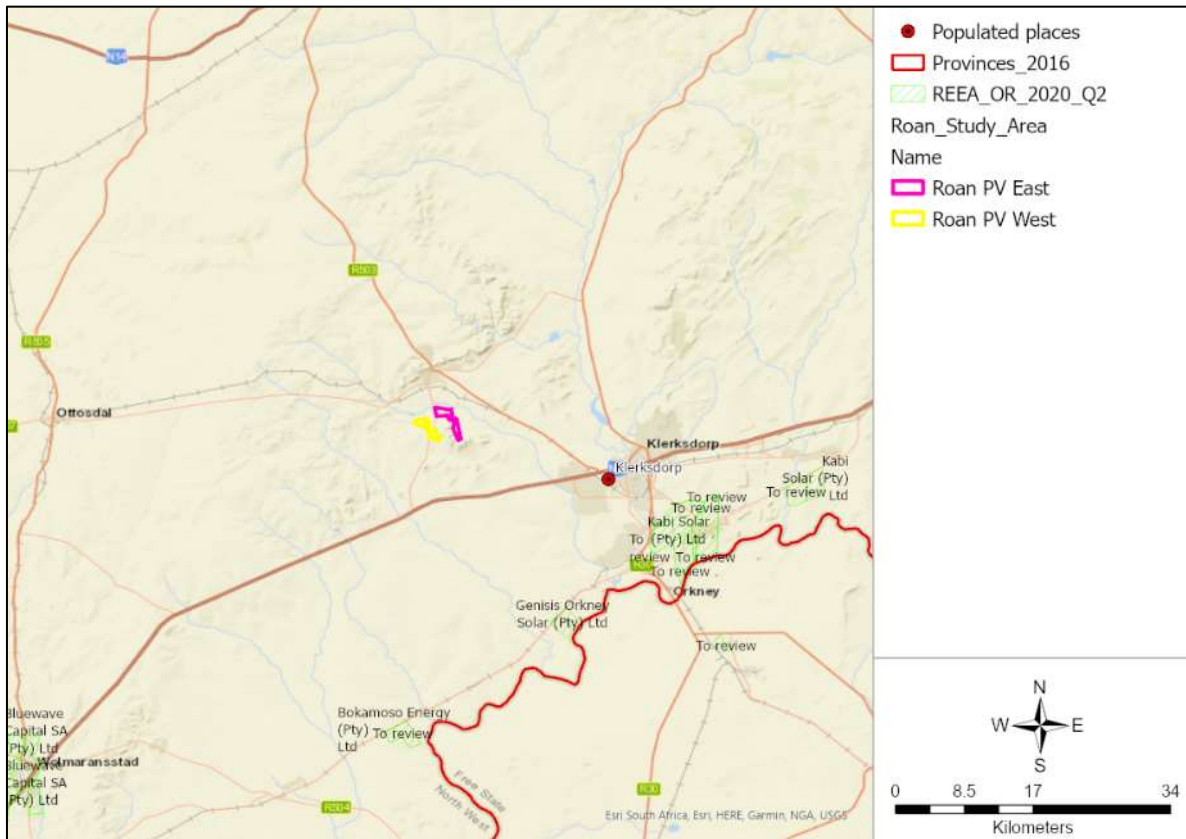 N14
R503
R505
Ottosdal
Klerksdorp
Klerksdorp
Kabi
Solar (Pty)
To review
Ltd
To review
To review
Kabi Solar
To (Pty) Ltd
review To review
To review
Orkney
Genisis Orkney
Solar (Pty) Ltd
To review
Bokamoso Energy
(Pty)
To review
Ltd
Bluewave
Capital SA
(Pty) Ltd
Wolmaransstad
Bluewave
Capital SA
(Pty) Ltd
R504
R30
Free State
North West
Esri South Africa, Esri, HERE, Garmin, NGA, USGS
Populated places
Provinces_2016
REEA_OR_2020_Q2
Roan_Study_Area
Name
Roan PV East
Roan PV West
N
W E
S
0 8.5 17 34
Kilometers